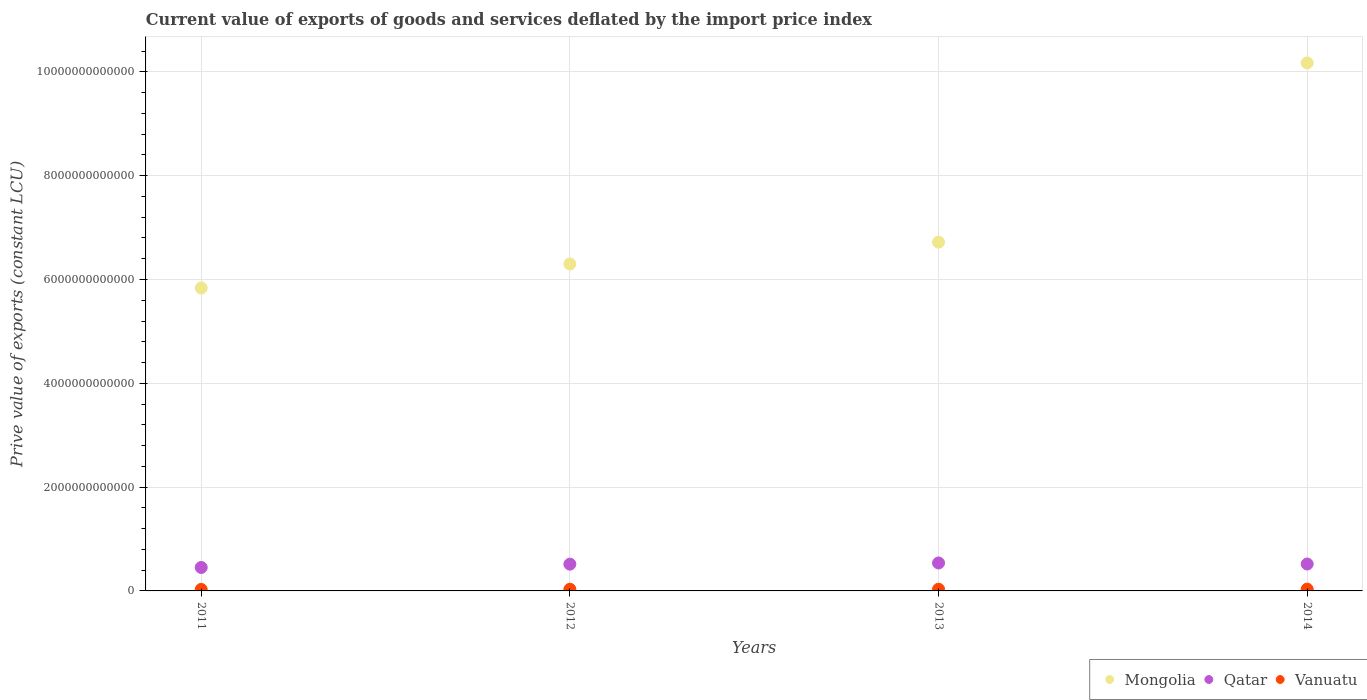 Current value of exports of goods and services deflated by the import price index
Prive value of exports (constant LCU)
10000000000000
8000000000000
6000000000000
4000000000000
2000000000000
0
2011
2012
2013
2014
Years
Mongolia
Qatar
Vanuatu